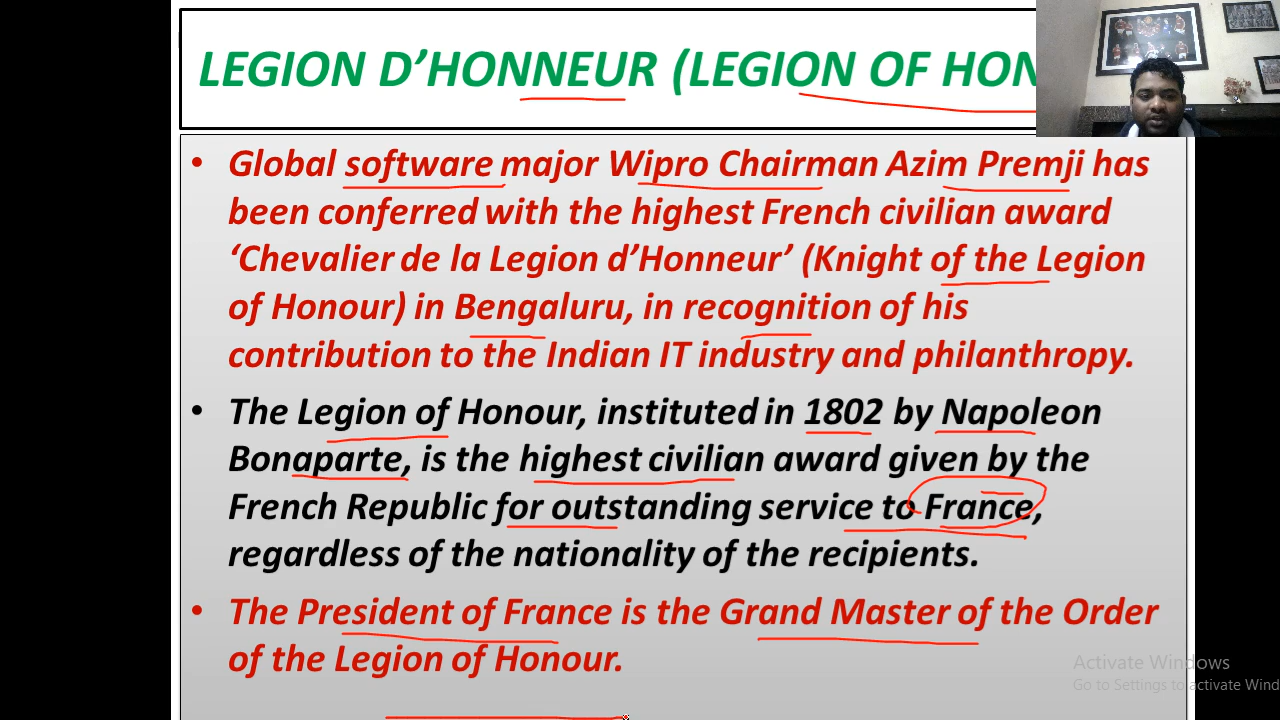 LEGION D’HONNEUR (LEGION OF HON
• Global software major Wipro Chairman Azim Premji has
been conferred with the highest French civilian award
‘Chevalier de la Legion d’Honneur’ (Knight of the Legion
of Honour) in Bengaluru, in recognition of his
contribution to the Indian IT industry and philanthropy.
• The Legion of Honour, instituted in 1802 by Napoleon
Bonaparte, is the highest civilian award given by the
French Republic for outstanding service to France,
regardless of the nationality of the recipients.
• The President of France is the Grand Master of the Order
of the Legion of Honour.
Activate Windows
Go to Settings to activate Wind